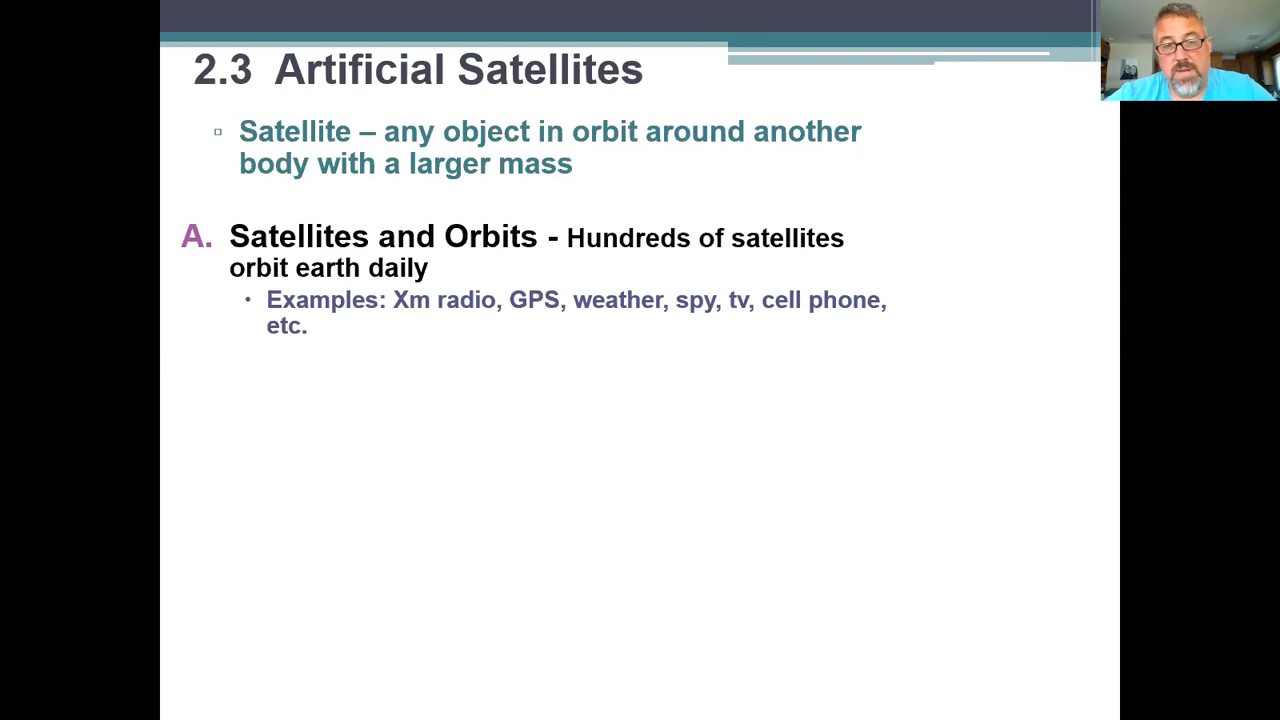 2.3 Artificial Satellites
▫ Satellite – any object in orbit around another
body with a larger mass
A. Satellites and Orbits - Hundreds of satellites
orbit earth daily
• Examples: Xm radio, GPS, weather, spy, tv, cell phone,
etc.